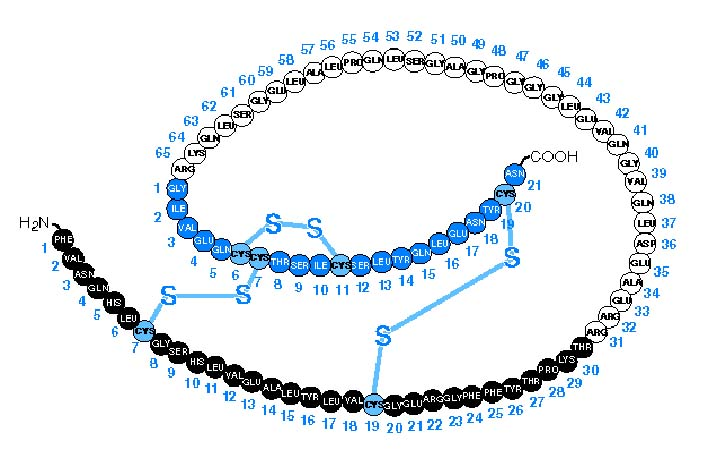 H2N
PHE VAL ASN GLN HIS LEU CYS GLY SER HIS LEU VAL GLU ALA LEU TYR LEU VAL CYS GLY GLU ARG GLY PHE PHE TYR THR PRO LYS THR
1 2 3 4 5 6 7 8 9 10 11 12 13 14 15 16 17 18 19 20 21 22 23 24 25 26 27 28 29 30
ARG ARG GLU ALA GLU ASP LEU GLN VAL GLY GLN VAL GLU LEU GLY GLY GLY PRO GLY ALA GLY SER LEU GLN PRO LEU ALA LEU GLU GLY SER LEU GLN LYS ARG
31 32 33 34 35 36 37 38 39 40 41 42 43 44 45 46 47 48 49 50 51 52 53 54 55 56 57 58 59 60 61 62 63 64 65
GLY ILE VAL GLU GLN CYS CYS THR SER ILE CYS SER LEU TYR GLN LEU GLU ASN TYR CYS ASN
1 2 3 4 5 6 7 8 9 10 11 12 13 14 15 16 17 18 19 20 21
COOH
S S
S S
S
S